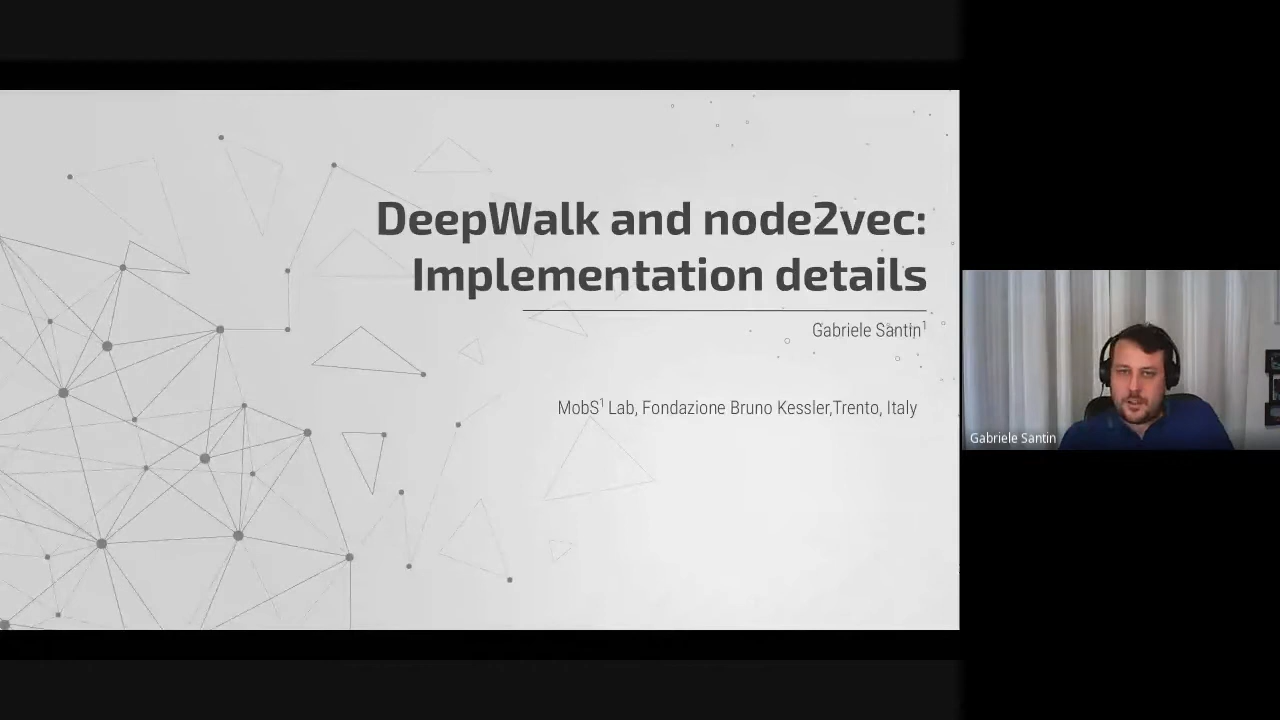 DeepWalk and node2vec:
Implementation details
Gabriele Santin¹
MobS¹ Lab, Fondazione Bruno Kessler,Trento, Italy
Gabriele Santin